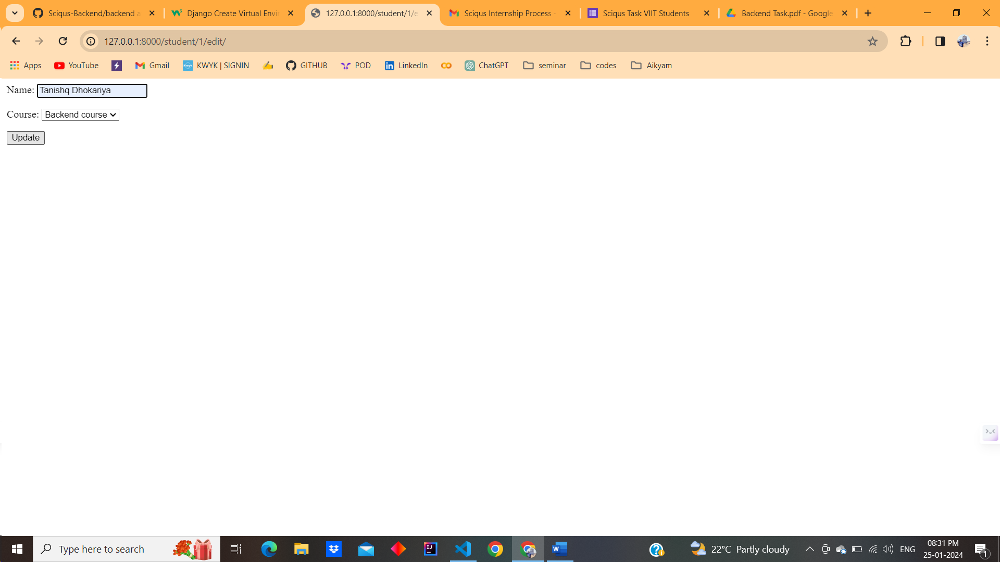 Sciqus-Backend/backend a
Django Create Virtual Envir
127.0.0.1:8000/student/1/e
Sciqus Internship Process -
Sciqus Task VIIT Students
Backend Task.pdf - Google
127.0.0.1:8000/student/1/edit/
Apps YouTube Gmail KWYK | SIGNIN GITHUB POD LinkedIn ChatGPT seminar codes Aikyam
Name: Tanishq Dhokariya
Course: Backend course
Update
Type here to search
22°C Partly cloudy
ENG
08:31 PM
25-01-2024
1